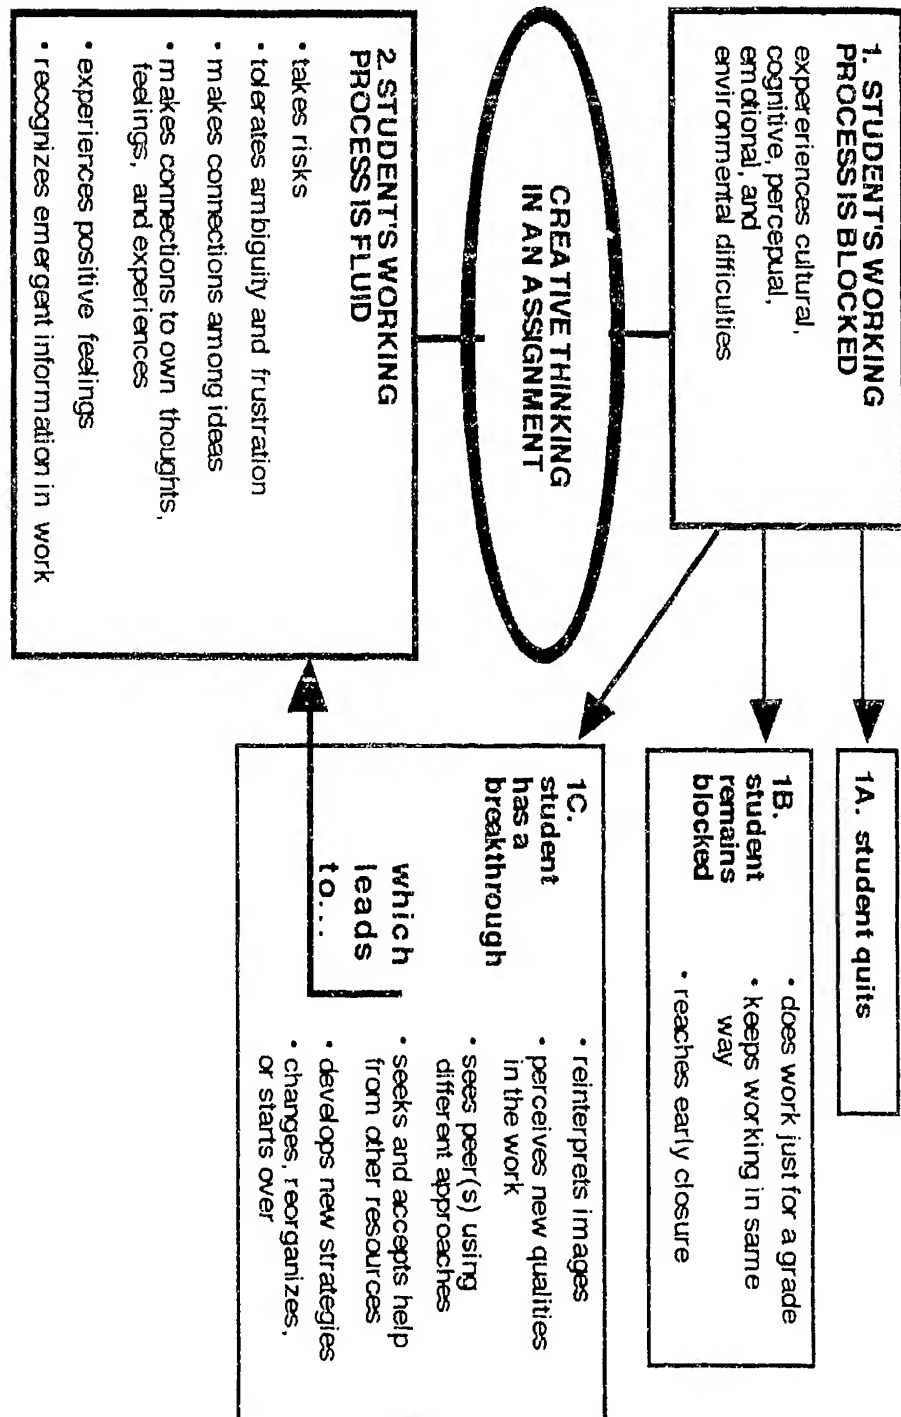 1. STUDENT'S WORKING
PROCESS IS BLOCKED
expereriences cultural,
cognitive, percepual,
emotional, and
environmental difficulties
1A. student quits
1B.
student
remains
blocked
• does work just for a grade
• keeps working in same
way
• reaches early closure
CREATIVE THINKING
IN AN ASSIGNMENT
1C.
student
has a
breakthrough
which
leads
to...
• reinterprets images
• perceives new qualities
in the work
• sees peer(s) using
different approaches
• seeks and accepts help
from other resources
• develops new strategies
• changes, reorganizes,
or starts over
2. STUDENT'S WORKING
PROCESS IS FLUID
• takes risks
• tolerates ambiguity and frustration
• makes connections among ideas
• makes connections to own thoughts,
feelings, and experiences
• experiences positive feelings
• recognizes emergent information in work